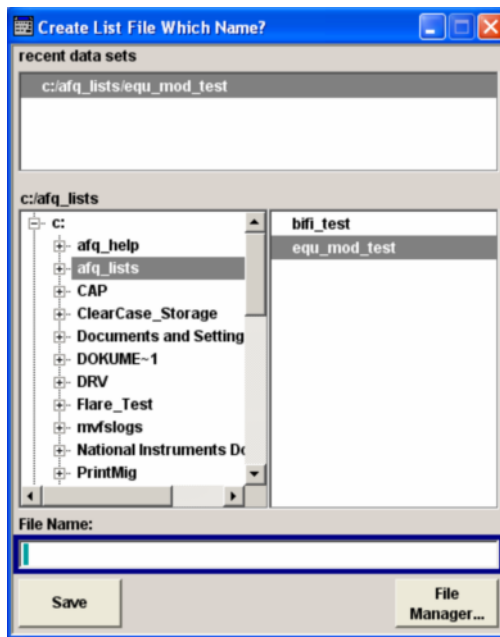 Create List File Which Name?
recent data sets
c:/afq_lists/equ_mod_test
c:/afq_lists
c:
afq_help
afq_lists
CAP
ClearCase_Storage
Documents and Setting
DOKUME~1
DRV
Flare_Test
mvfslogs
National Instruments Do
PrintMig
bifi_test
equ_mod_test
File Name:
Save
File
Manager...